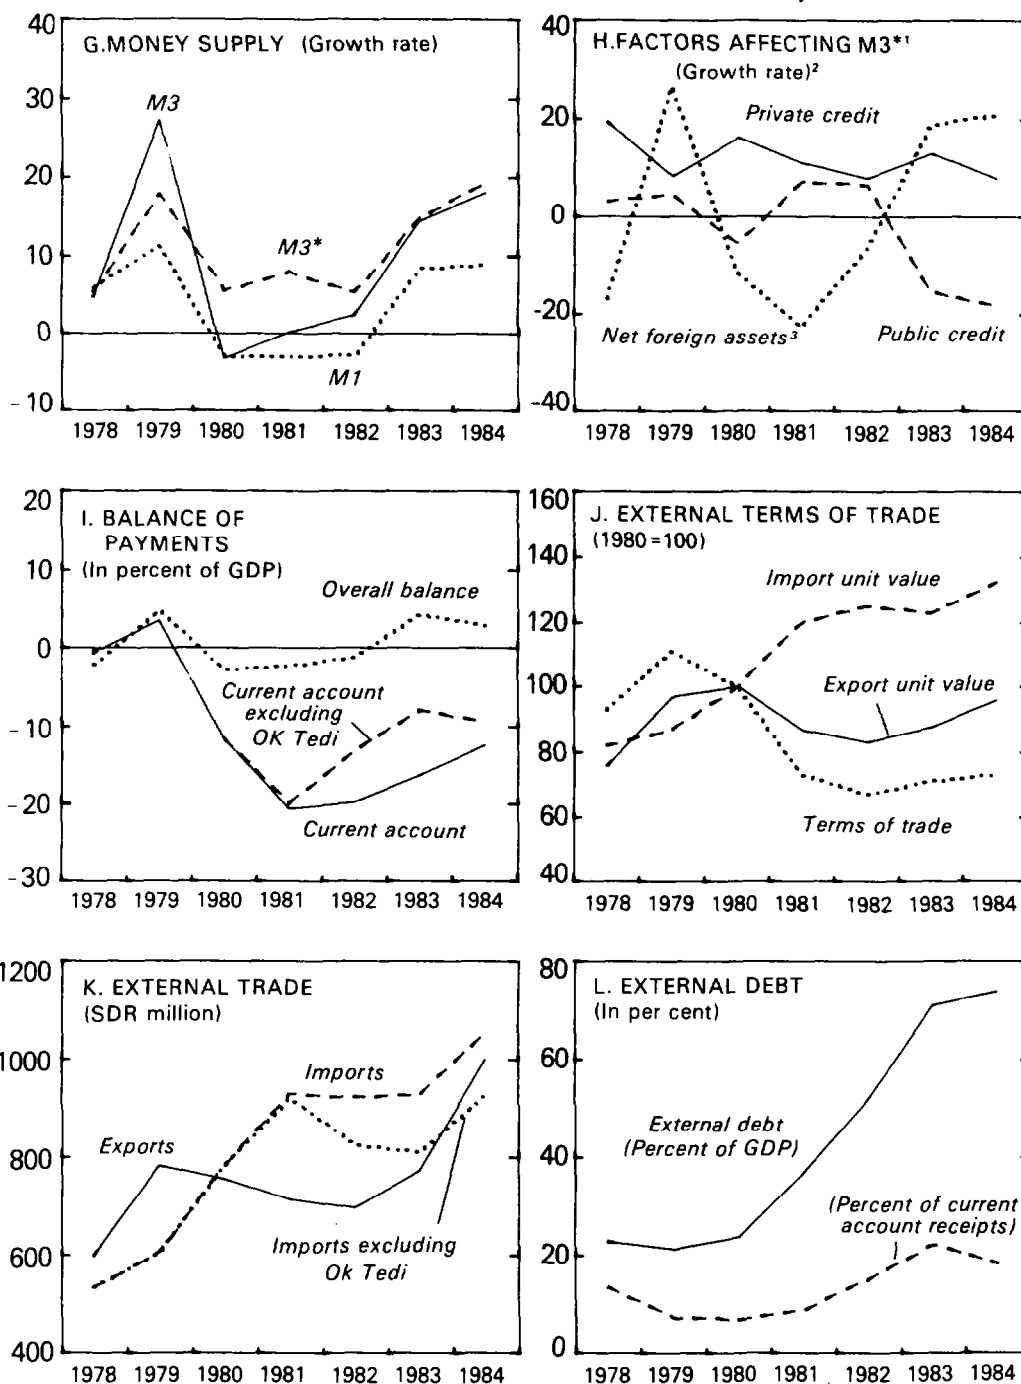 G.MONEY SUPPLY (Growth rate)
40
30
20
10
0
-10
M3
M3*
M1
1978 1979 1980 1981 1982 1983 1984
H.FACTORS AFFECTING M3*¹
(Growth rate)²
40
20
0
-20
-40
Private credit
Net foreign assets³
Public credit
1978 1979 1980 1981 1982 1983 1984
I. BALANCE OF
PAYMENTS
(In percent of GDP)
20
10
0
-10
-20
-30
Overall balance
Current account
excluding
OK Tedi
Current account
1978 1979 1980 1981 1982 1983 1984
J. EXTERNAL TERMS OF TRADE
(1980=100)
160
140
120
100
80
60
40
Import unit value
Export unit value
Terms of trade
1978 1979 1980 1981 1982 1983 1984
K. EXTERNAL TRADE
(SDR million)
1200
1000
800
600
400
Imports
Exports
Imports excluding
Ok Tedi
1978 1979 1980 1981 1982 1983 1984
L. EXTERNAL DEBT
(In per cent)
80
60
40
20
0
External debt
(Percent of GDP)
(Percent of current
account receipts)
1978 1979 1980 1981 1982 1983 1984